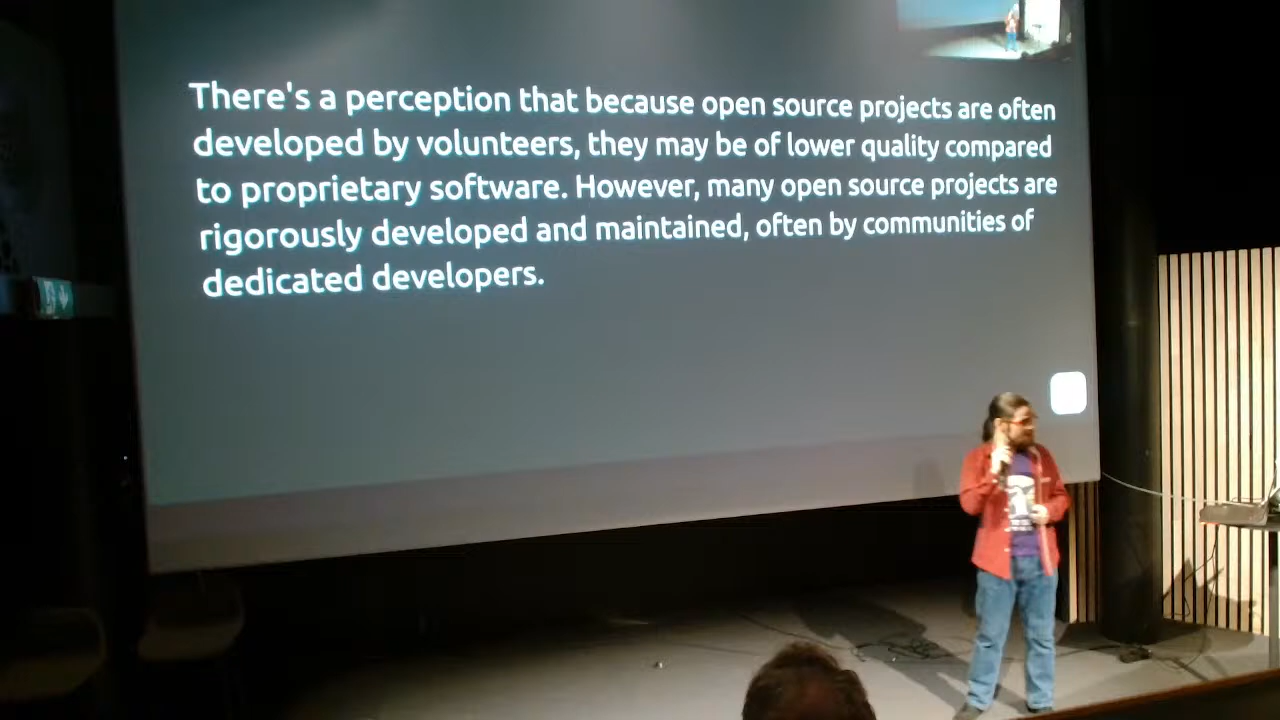 There's a perception that because open source projects are often
developed by volunteers, they may be of lower quality compared
to proprietary software. However, many open source projects are
rigorously developed and maintained, often by communities of
dedicated developers.